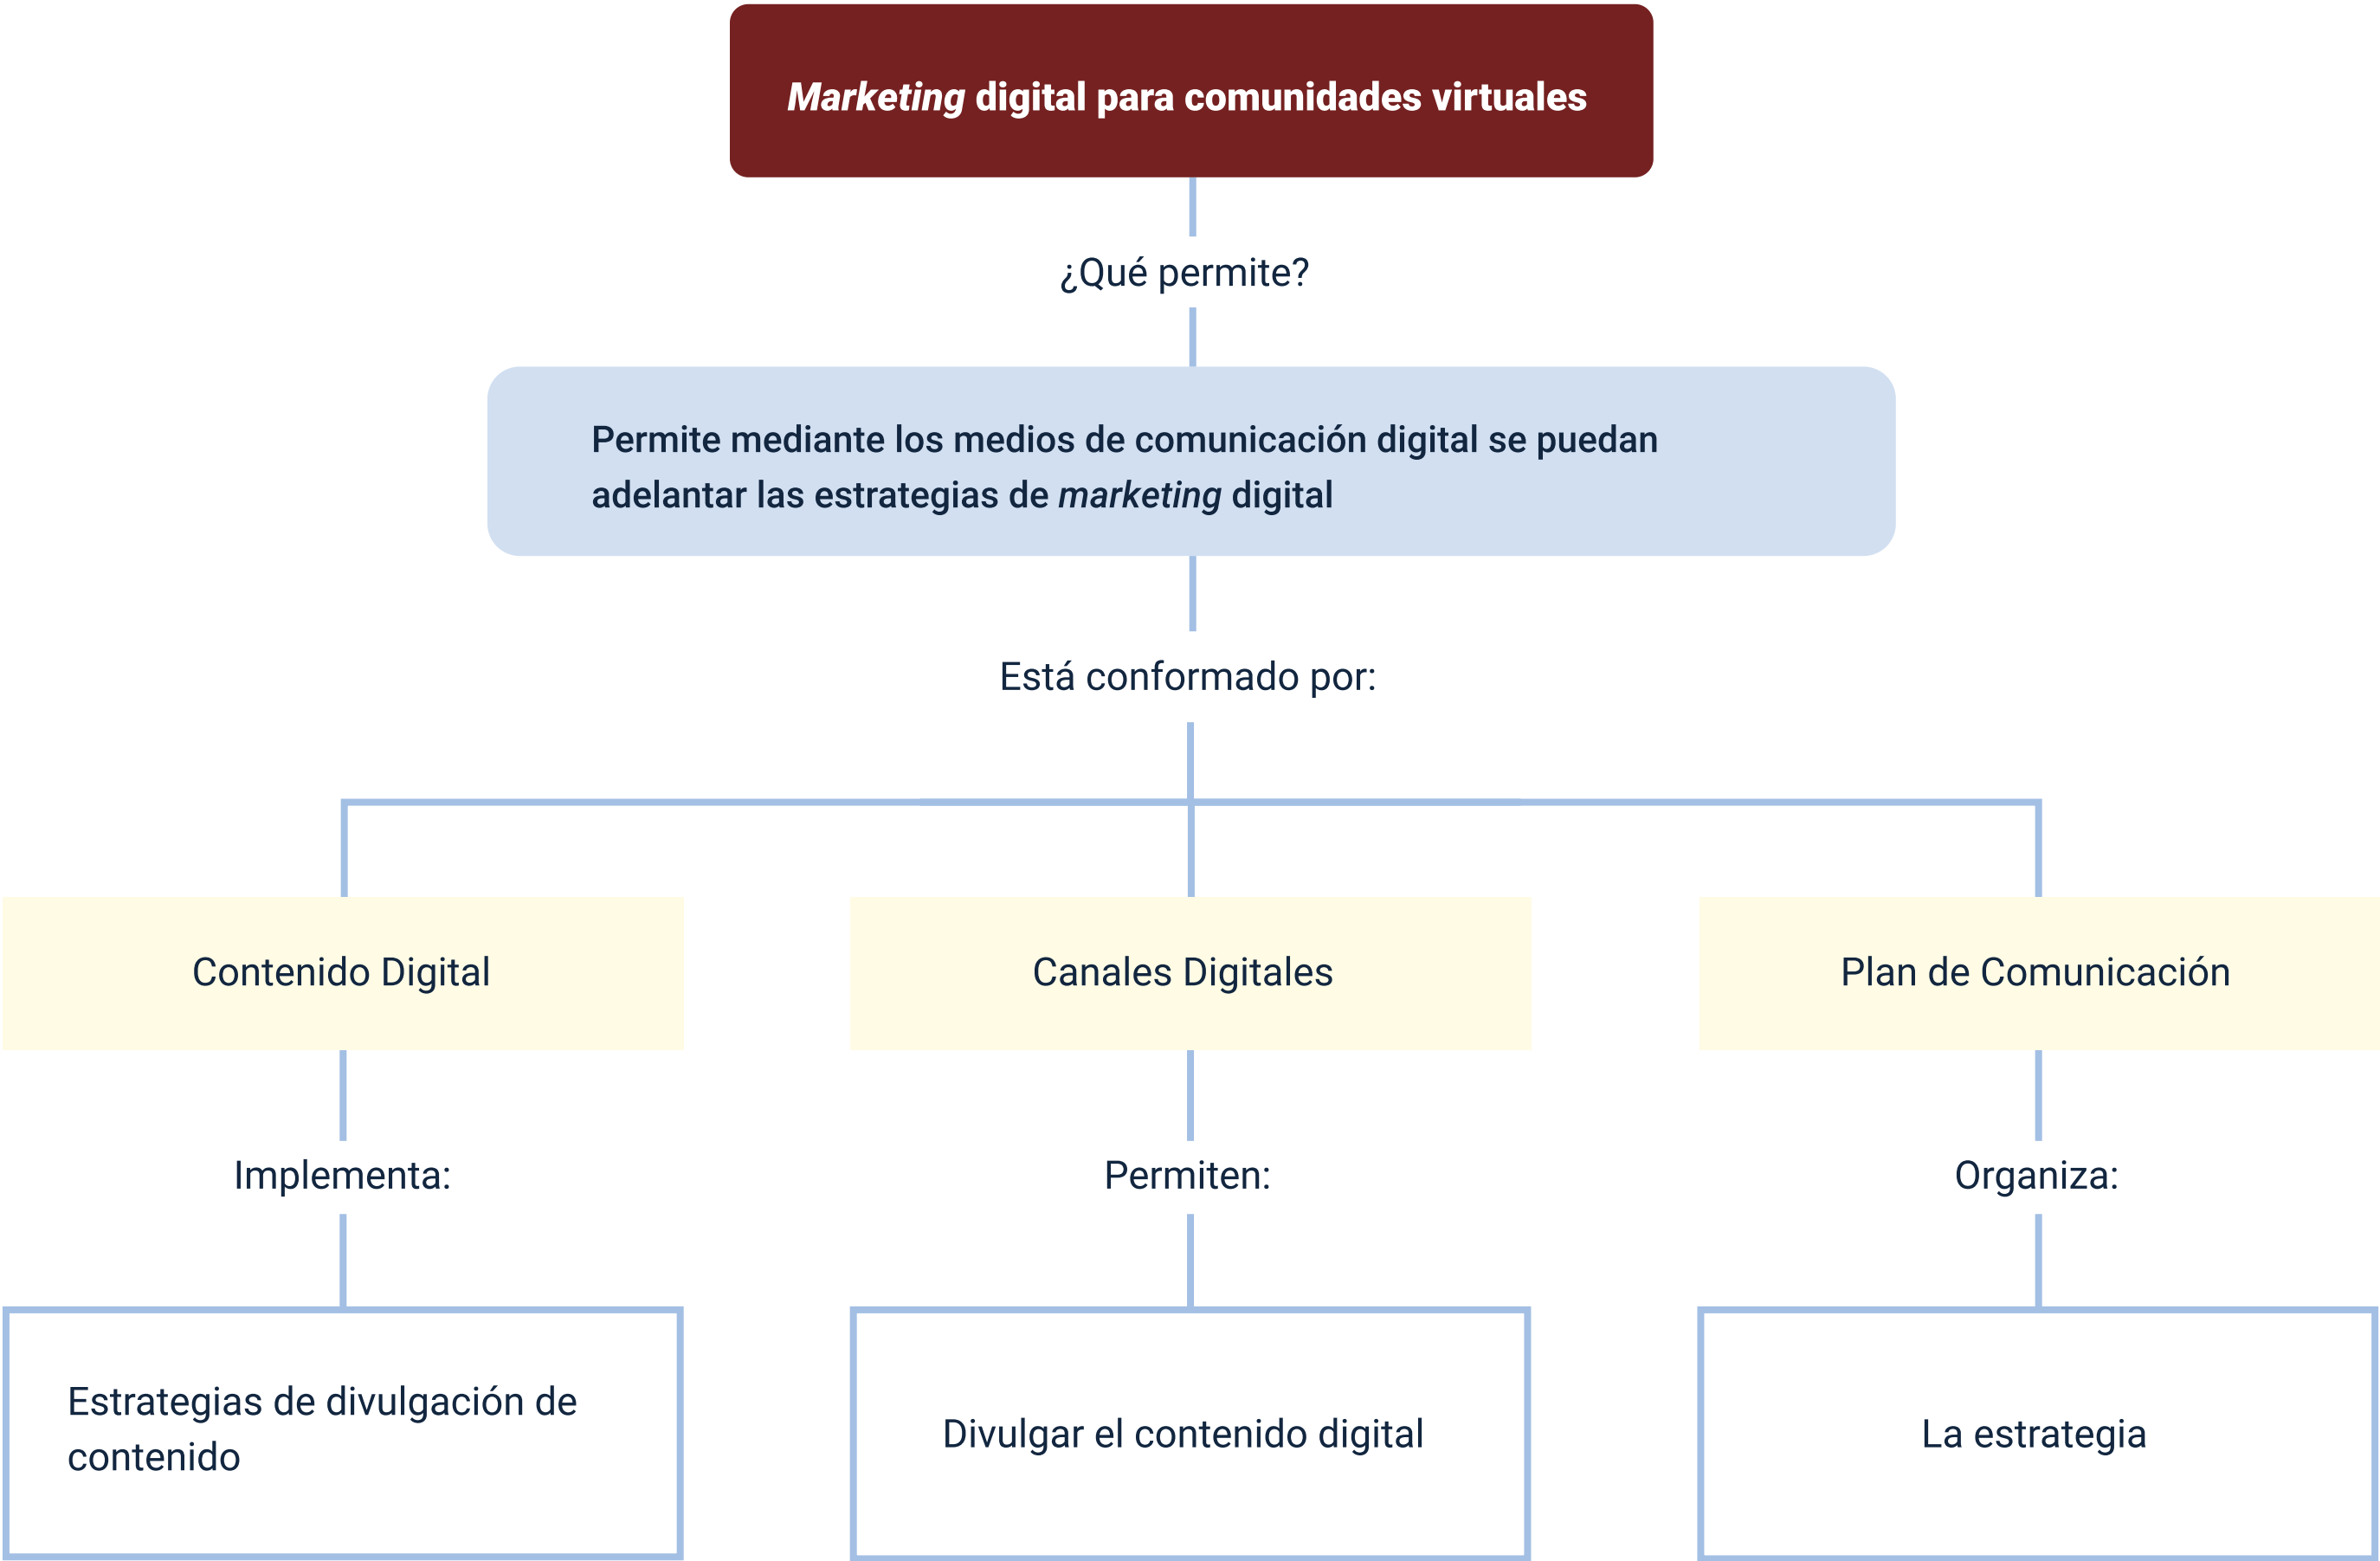 Marketing digital para comunidades virtuales
¿Qué permite?
Permite mediante los medios de comunicación digital se puedan
adelantar las estrategias de marketing digital
Está conformado por:
Contenido Digital
Canales Digitales
Plan de Comunicación
Implementa:
Permiten:
Organiza:
Estrategias de divulgación de
contenido
Divulgar el contenido digital
La estrategia